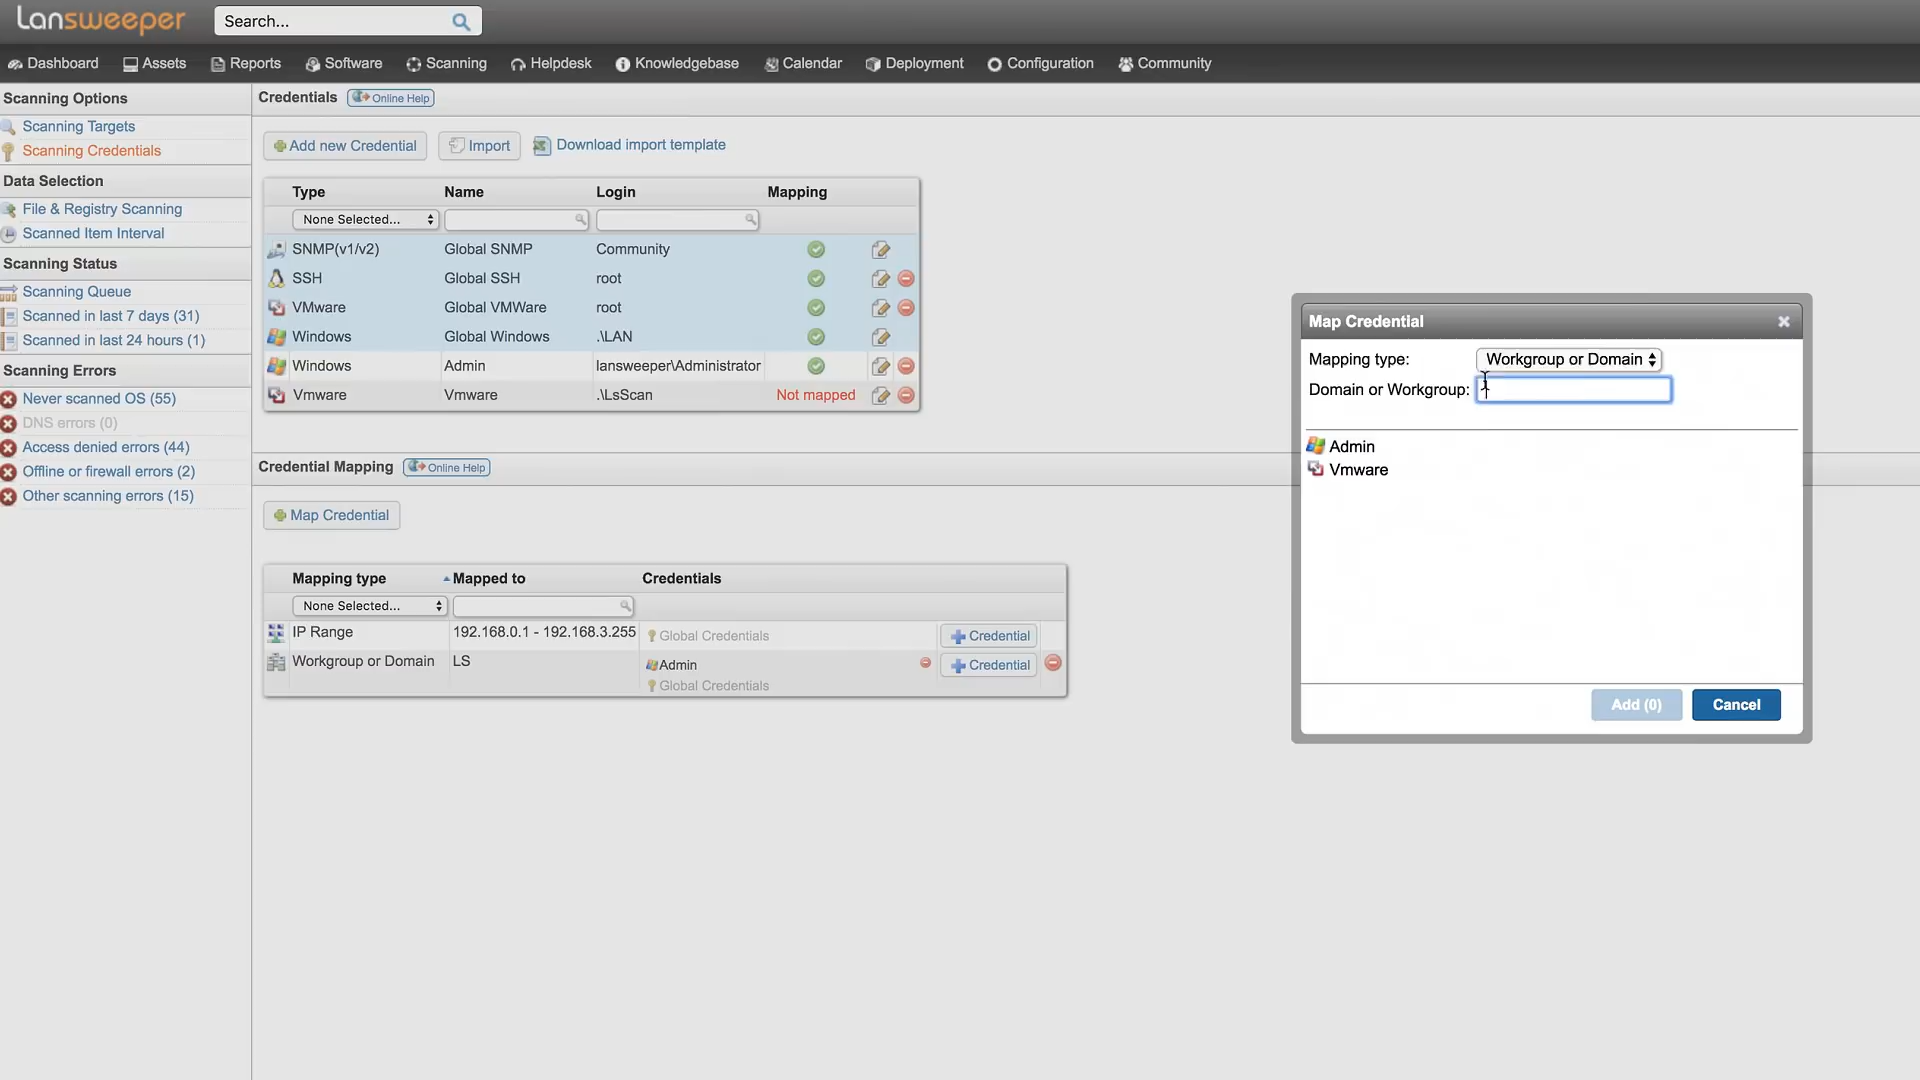 Lansweeper
Search...
Dashboard Assets Reports Software Scanning Helpdesk Knowledgebase Calendar Deployment Configuration Community
Scanning Options
Scanning Targets
Scanning Credentials
Data Selection
File & Registry Scanning
Scanned Item Interval
Scanning Status
Scanning Queue
Scanned in last 7 days (31)
Scanned in last 24 hours (1)
Scanning Errors
Never scanned OS (55)
DNS errors (0)
Access denied errors (44)
Offline or firewall errors (2)
Other scanning errors (15)
Credentials Online Help
Add new Credential Import Download import template
Type Name Login Mapping
None Selected...
SNMP(v1/v2) Global SNMP Community
SSH Global SSH root
VMware Global VMWare root
Windows Global Windows .\LAN
Windows Admin lansweeper\Administrator
Vmware Vmware .\LsScan Not mapped
Credential Mapping Online Help
Map Credential
Mapping type Mapped to Credentials
None Selected...
IP Range 192.168.0.1 - 192.168.3.255 Global Credentials Credential
Workgroup or Domain LS Admin Credential
Global Credentials
Map Credential
Mapping type: Workgroup or Domain
Domain or Workgroup:
Admin
Vmware
Add (0) Cancel